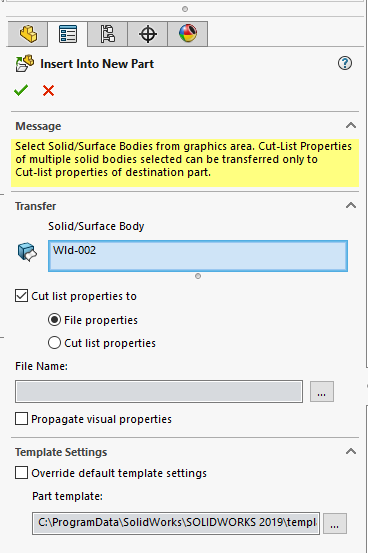 Insert Into New Part
?
Message
Select Solid/Surface Bodies from graphics area. Cut-List Properties
of multiple solid bodies selected can be transferred only to
Cut-list properties of destination part.
Transfer
Solid/Surface Body
Wld-002
Cut list properties to
File properties
Cut list properties
File Name:
...
Propagate visual properties
Template Settings
Override default template settings
Part template:
C:\ProgramData\SolidWorks\SOLIDWORKS 2019\templ
...